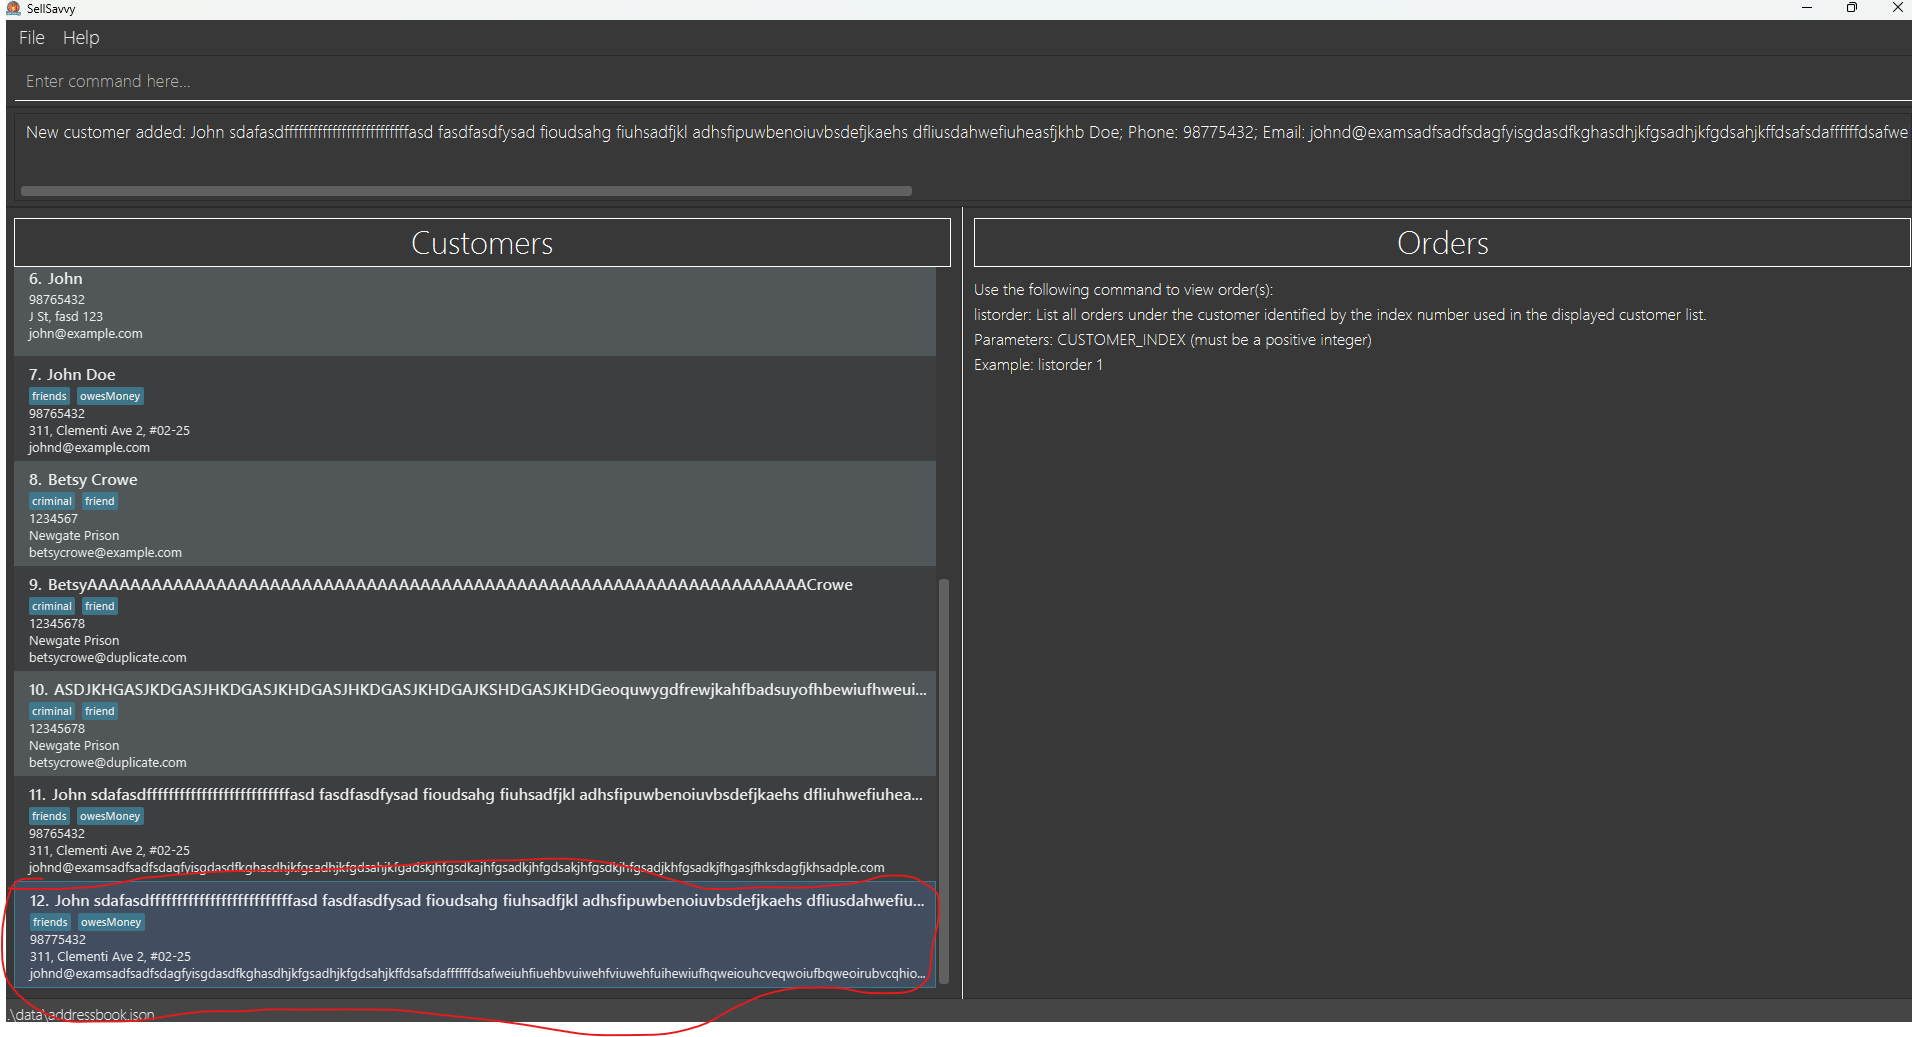 SellSavvy
File Help
Enter command here...
New customer added: John sdafasdfffffffffffffffffffffffffffasd fasdfasdfysad fioudsahg fiuhsadfjkl adhsfipuwbenoiuvbsdefjkaehs dfliusdahwefiuheasfjkhb Doe; Phone: 98775432; Email: johnd@examsadfsadfsdagfyisgdasdfkghasdhjkfgsadhjkfgdsahjkffdsafsdaffffffdsafwe
Customers
6. John
98765432
J St, fasd 123
john@example.com
7. John Doe
friends owesMoney
98765432
311, Clementi Ave 2, #02-25
johnd@example.com
8. Betsy Crowe
criminal friend
1234567
Newgate Prison
betsycrowe@example.com
9. BetsyAAAAAAAAAAAAAAAAAAAAAAAAAAAAAAAAAAAAAAAAAAAAAAAAAAAAAAAAAAAAAAAAAAACrowe
criminal friend
12345678
Newgate Prison
betsycrowe@duplicate.com
10. ASDJKHGASJKDGASJHKDGASJKHDGASJHKDGASJKHDGAJKSHDGASJKHDGeoquwygdfrewjkahfbadsuyofhbewiufhweui...
criminal friend
12345678
Newgate Prison
betsycrowe@duplicate.com
11. John sdafasdfffffffffffffffffffffffffffasd fasdfasdfysad fioudsahg fiuhsadfjkl adhsfipuwbenoiuvbsdefjkaehs dfliuhwefiuhea...
friends owesMoney
98765432
311, Clementi Ave 2, #02-25
johnd@examsadfsadfsdagfyisgdasdfkghasdhjkfgsadhjkfgdsahjkfgadskjhfgsdkajhfgsadkjhfgdsakjhfgsdkjhfgsadjkhfgsadkjfhgasjfhksdagfjkhsadple.com
12. John sdafasdfffffffffffffffffffffffffffasd fasdfasdfysad fioudsahg fiuhsadfjkl adhsfipuwbenoiuvbsdefjkaehs dfliusdahwefiu...
friends owesMoney
98775432
311, Clementi Ave 2, #02-25
johnd@examsadfsadfsdagfyisgdasdfkghasdhjkfgsadhjkfgdsahjkffdsafsdaffffffdsafweiuhfiuehbvuiwehfviuwehfuihewiufhqweiouhcveqwoiufbqweoirubvcqhio...
Orders
Use the following command to view order(s):
listorder: List all orders under the customer identified by the index number used in the displayed customer list.
Parameters: CUSTOMER_INDEX (must be a positive integer)
Example: listorder 1
.\data\addressbook.json